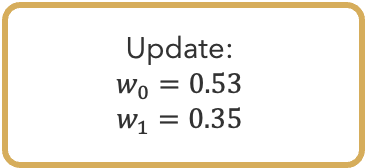 Update:
w₀ = 0.53
w₁ = 0.35